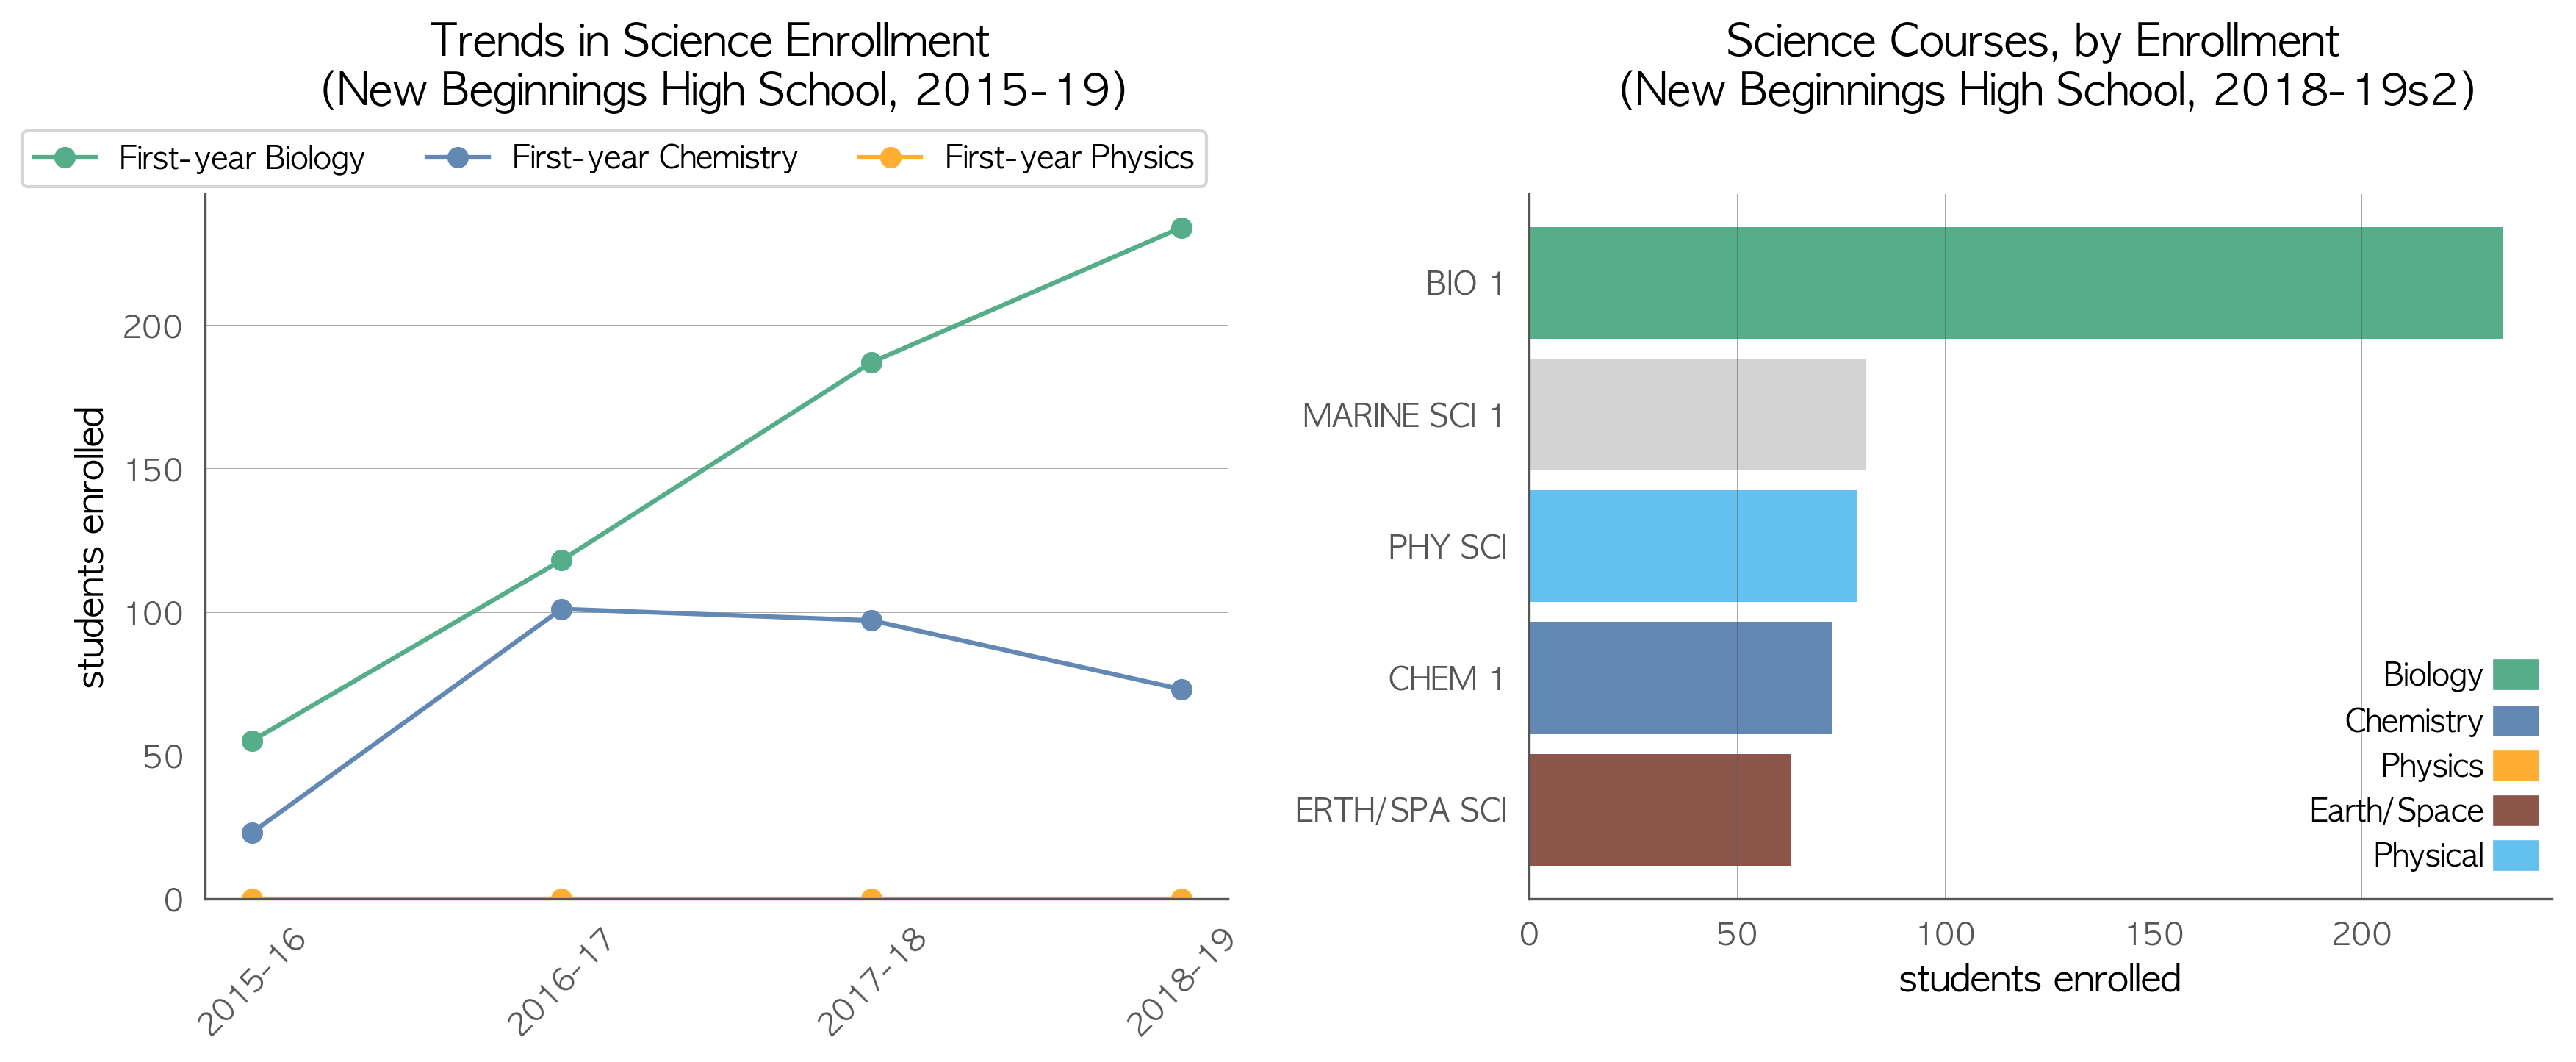 Trends in Science Enrollment
(New Beginnings High School, 2015-19)
First-year Biology
First-year Chemistry
First-year Physics
students enrolled
200
150
100
50
0
2015-16
2016-17
2017-18
2018-19
Science Courses, by Enrollment
(New Beginnings High School, 2018-19s2)
BIO 1
MARINE SCI 1
PHY SCI
CHEM 1
ERTH/SPA SCI
Biology
Chemistry
Physics
Earth/Space
Physical
0
50
100
150
200
students enrolled